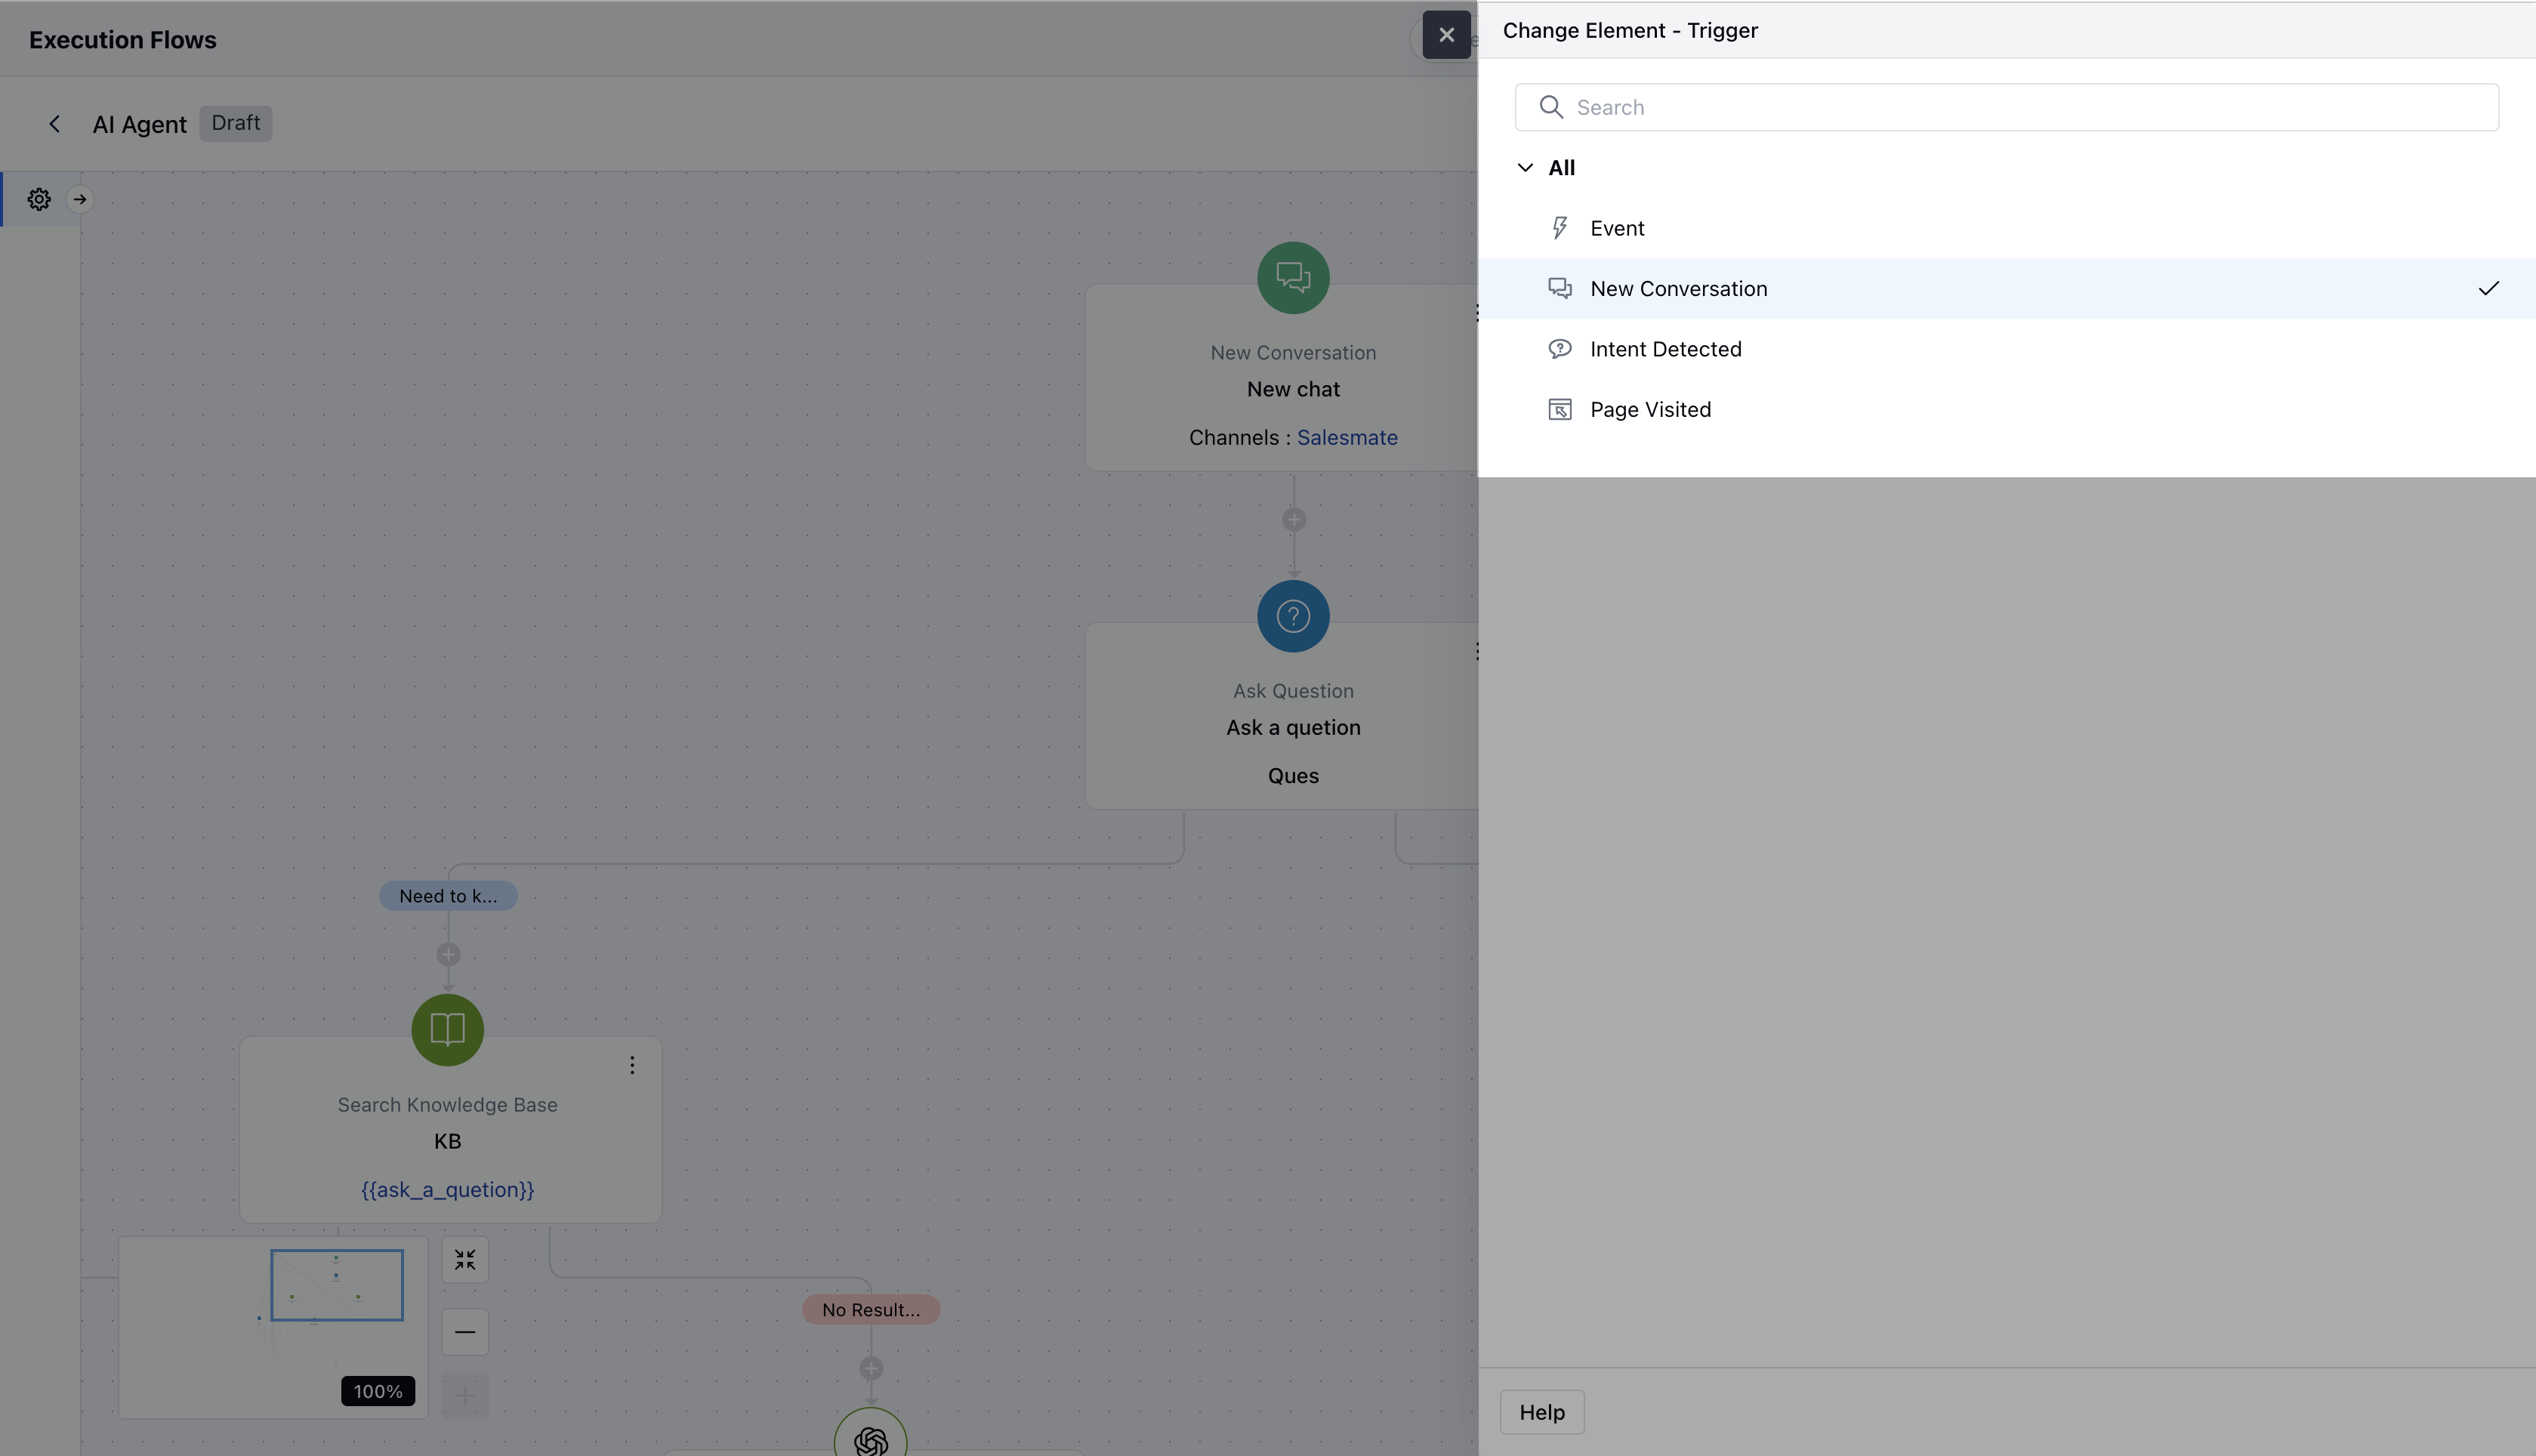 Execution Flows
AI Agent
Draft
New Conversation
New chat
Channels : Salesmate
Ask Question
Ask a quetion
Ques
Need to k...
Search Knowledge Base
KB
{{ask_a_quetion}}
No Result...
100%
Change Element - Trigger
Search
All
Event
New Conversation
Intent Detected
Page Visited
Help